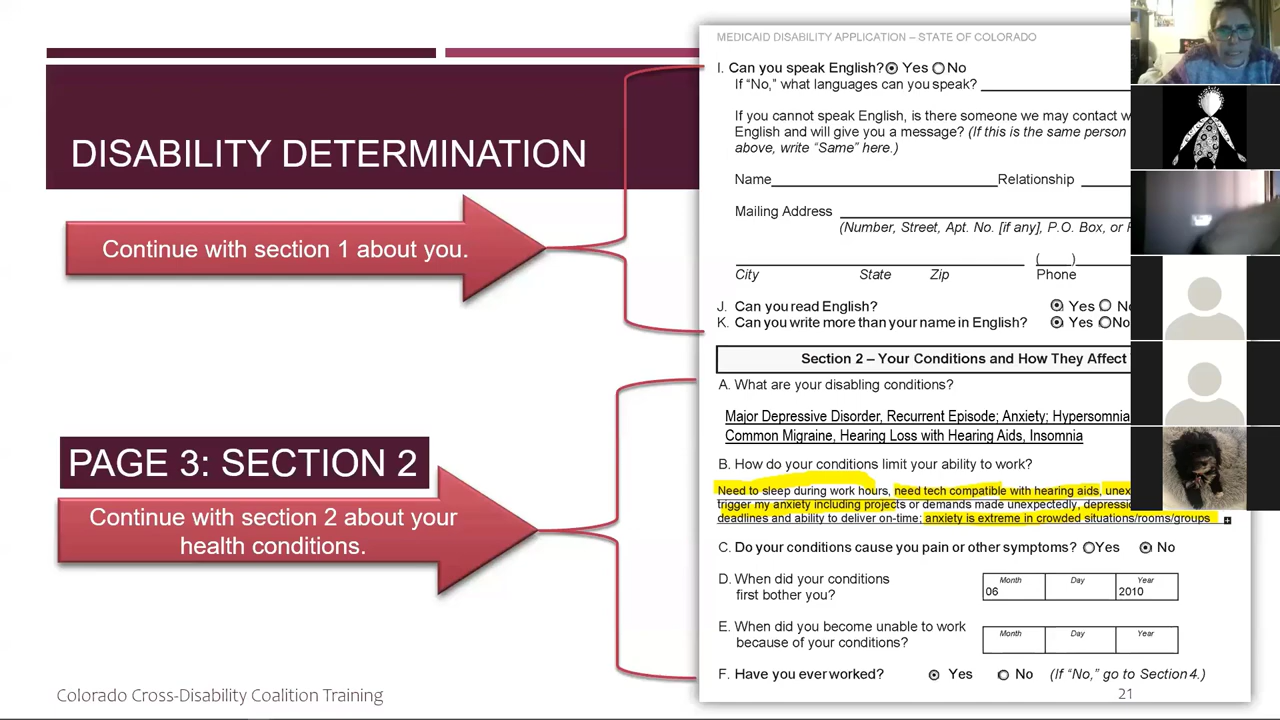 DISABILITY DETERMINATION
Continue with section 1 about you.
PAGE 3: SECTION 2
Continue with section 2 about your
health conditions.
Colorado Cross-Disability Coalition Training
MEDICAID DISABILITY APPLICATION – STATE OF COLORADO
I. Can you speak English? Yes No
If “No,” what languages can you speak?
If you cannot speak English, is there someone we may contact
English and will give you a message? (If this is the same person
above, write “Same” here.)
Name Relationship
Mailing Address
(Number, Street, Apt. No. [if any], P.O. Box, or
( )
City State Zip Phone
J. Can you read English? Yes No
K. Can you write more than your name in English? Yes No
Section 2 – Your Conditions and How They Affect
A. What are your disabling conditions?
Major Depressive Disorder, Recurrent Episode; Anxiety; Hypersomnia
Common Migraine, Hearing Loss with Hearing Aids, Insomnia
B. How do your conditions limit your ability to work?
Need to sleep during work hours, need tech compatible with hearing aids,
trigger my anxiety including projects or demands made unexpectedly,
deadlines and ability to deliver on-time; anxiety is extreme in crowded situations/rooms/groups
C. Do your conditions cause you pain or other symptoms? Yes No
D. When did your conditions
first bother you?
Month Day Year
06 2010
E. When did you become unable to work
because of your conditions?
Month Day Year
F. Have you ever worked? Yes No (If “No,” go to Section 4.)
21